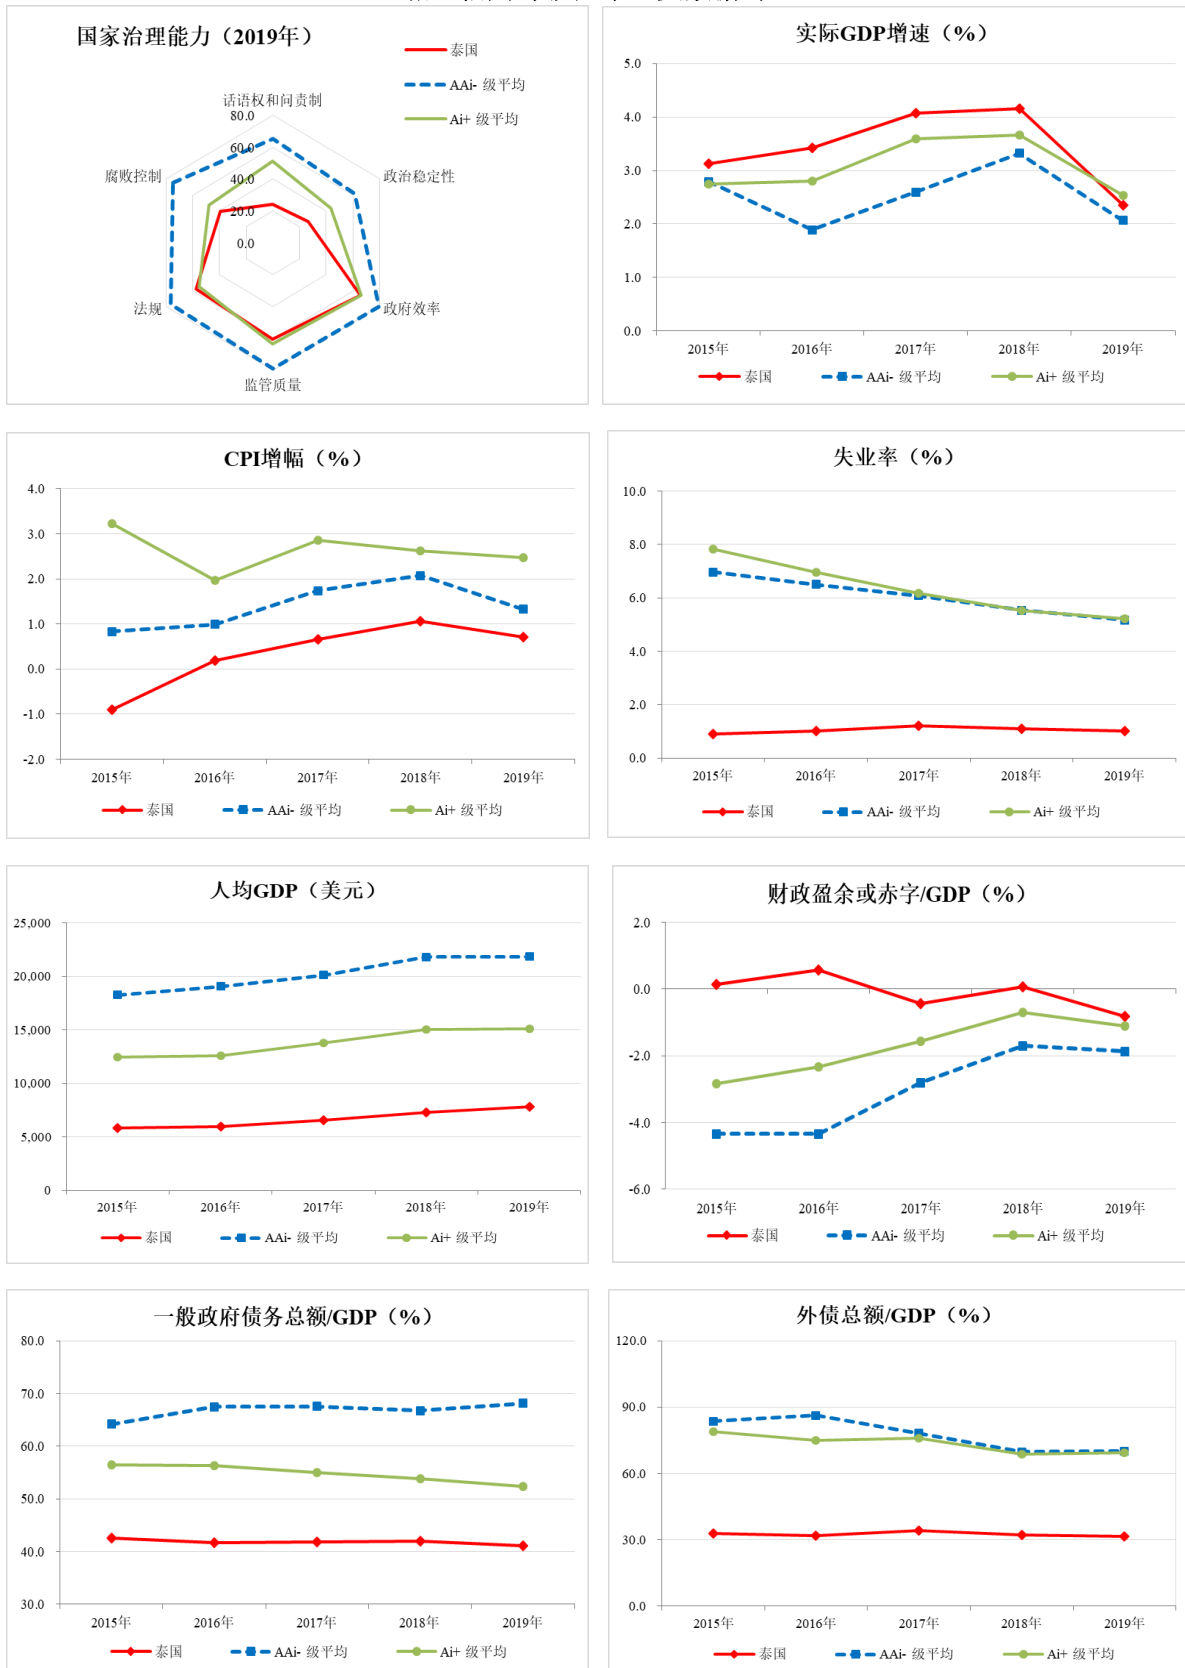 国家治理能力（2019年）
泰国
AAi- 级平均
Ai+ 级平均
话语权和问责制
政治稳定性
政府效率
监管质量
法规
腐败控制
80.0
60.0
40.0
20.0
0.0
实际GDP增速（%）
5.0
4.0
3.0
2.0
1.0
0.0
2015年 2016年 2017年 2018年 2019年
泰国 AAi- 级平均 Ai+ 级平均
CPI增幅（%）
4.0
3.0
2.0
1.0
0.0
-1.0
-2.0
2015年 2016年 2017年 2018年 2019年
泰国 AAi- 级平均 Ai+ 级平均
失业率（%）
10.0
8.0
6.0
4.0
2.0
0.0
2015年 2016年 2017年 2018年 2019年
泰国 AAi- 级平均 Ai+ 级平均
人均GDP（美元）
25,000
20,000
15,000
10,000
5,000
0
2015年 2016年 2017年 2018年 2019年
泰国 AAi- 级平均 Ai+ 级平均
财政盈余或赤字/GDP（%）
2.0
0.0
-2.0
-4.0
-6.0
2015年 2016年 2017年 2018年 2019年
泰国 AAi- 级平均 Ai+ 级平均
一般政府债务总额/GDP（%）
80.0
70.0
60.0
50.0
40.0
30.0
2015年 2016年 2017年 2018年 2019年
泰国 AAi- 级平均 Ai+ 级平均
外债总额/GDP（%）
120.0
90.0
60.0
30.0
0.0
2015年 2016年 2017年 2018年 2019年
泰国 AAi- 级平均 Ai+ 级平均